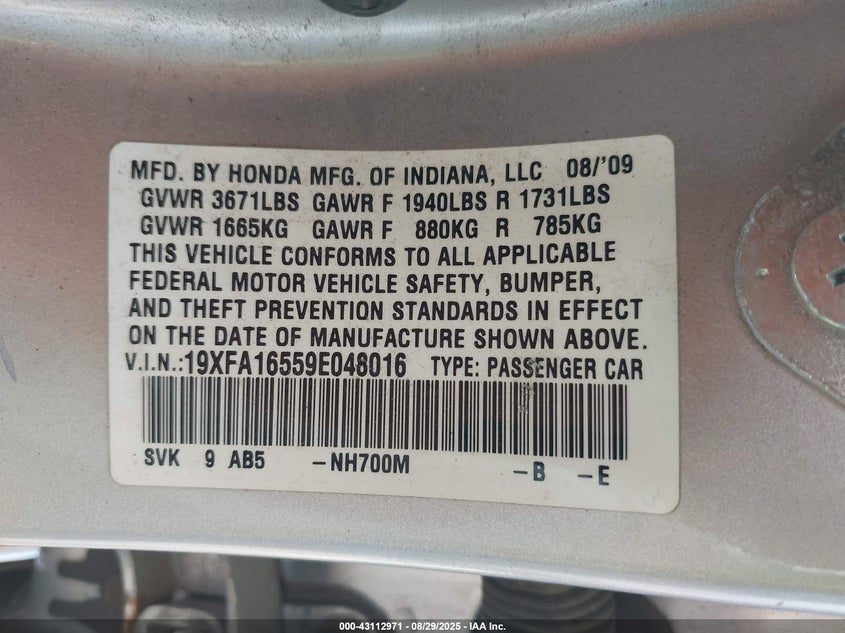 MFD. BY HONDA MFG. OF INDIANA, LLC 08/'09
GVWR 3671LBS GAWR F 1940LBS R 1731LBS
GVWR 1665KG GAWR F 880KG R 785KG
THIS VEHICLE CONFORMS TO ALL APPLICABLE
FEDERAL MOTOR VEHICLE SAFETY, BUMPER,
AND THEFT PREVENTION STANDARDS IN EFFECT
ON THE DATE OF MANUFACTURE SHOWN ABOVE.
V.I.N.:19XFA16559E048016 TYPE: PASSENGER CAR
SVK 9 AB5 -NH700M -B -E
000-43112971 - 08/29/2025 - IAA Inc.